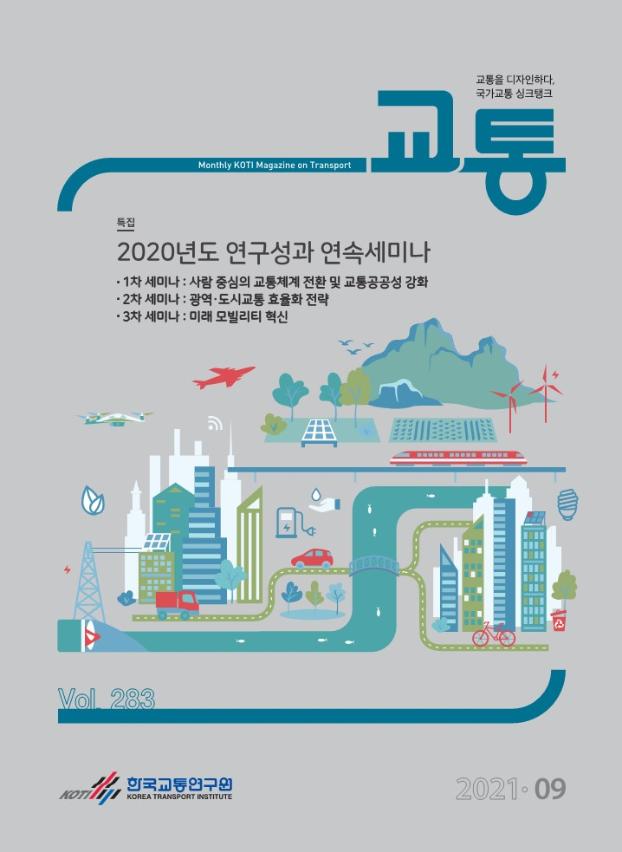 교통을 디자인하다,
국가교통 싱크탱크
교통
Monthly KOTI Magazine on Transport
특집
2020년도 연구성과 연속세미나
· 1차 세미나 : 사람 중심의 교통체계 전환 및 교통공공성 강화
· 2차 세미나 : 광역·도시교통 효율화 전략
· 3차 세미나 : 미래 모빌리티 혁신
Vol. 283
KOTI 한국교통연구원
KOREA TRANSPORT INSTITUTE
2021·09